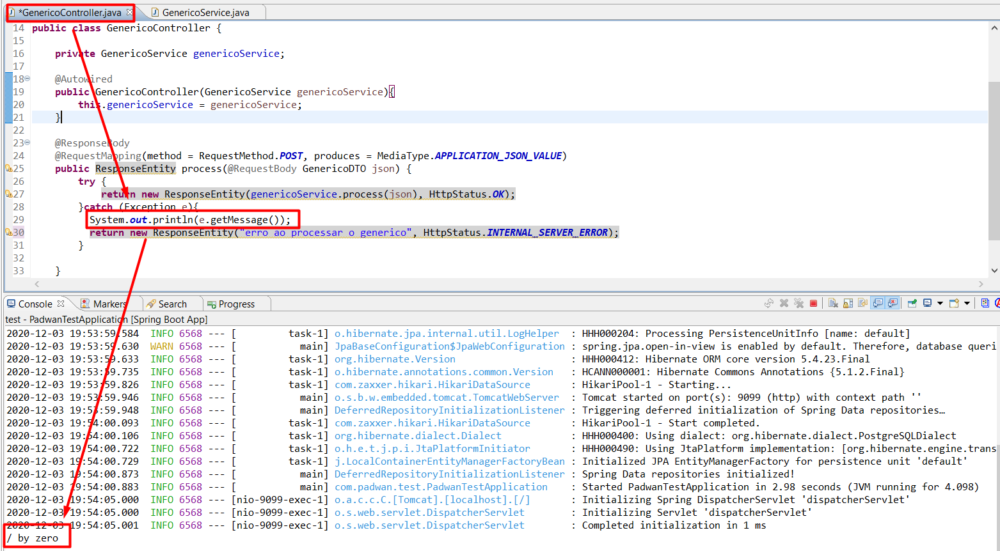 *GenericoController.java
GenericoService.java
14 public class GenericoController {
15
16 private GenericoService genericoService;
17
18 @Autowired
19 public GenericoController(GenericoService genericoService){
20 this.genericoService = genericoService;
21 }
22
23 @ResponseBody
24 @RequestMapping(method = RequestMethod.POST, produces = MediaType.APPLICATION_JSON_VALUE)
25 public ResponseEntity process(@RequestBody GenericoDTO json) {
26 try {
27 return new ResponseEntity(genericoService.process(json), HttpStatus.OK);
28 }catch (Exception e){
29 System.out.println(e.getMessage());
30 return new ResponseEntity("erro ao processar o generico", HttpStatus.INTERNAL_SERVER_ERROR);
31 }
32
33 }
Console Markers Search Progress
test - PadwanTestApplication [Spring Boot App]
2020-12-03 19:53:59.584 INFO 6568 --- [ task-1] o.hibernate.jpa.internal.util.LogHelper : HHH000204: Processing PersistenceUnitInfo [name: default]
2020-12-03 19:53:59.630 WARN 6568 --- [ main] JpaBaseConfiguration$JpaWebConfiguration : spring.jpa.open-in-view is enabled by default. Therefore, database queri
2020-12-03 19:53:59.633 INFO 6568 --- [ task-1] org.hibernate.Version : HHH000412: Hibernate ORM core version 5.4.23.Final
2020-12-03 19:53:59.735 INFO 6568 --- [ task-1] o.hibernate.annotations.common.Version : HCANN000001: Hibernate Commons Annotations {5.1.2.Final}
2020-12-03 19:53:59.826 INFO 6568 --- [ task-1] com.zaxxer.hikari.HikariDataSource : HikariPool-1 - Starting...
2020-12-03 19:53:59.946 INFO 6568 --- [ main] o.s.b.w.embedded.tomcat.TomcatWebServer : Tomcat started on port(s): 9099 (http) with context path ''
2020-12-03 19:53:59.948 INFO 6568 --- [ main] DeferredRepositoryInitializationListener : Triggering deferred initialization of Spring Data repositories…
2020-12-03 19:54:00.093 INFO 6568 --- [ task-1] com.zaxxer.hikari.HikariDataSource : HikariPool-1 - Start completed.
2020-12-03 19:54:00.106 INFO 6568 --- [ task-1] org.hibernate.dialect.Dialect : HHH000400: Using dialect: org.hibernate.dialect.PostgreSQLDialect
2020-12-03 19:54:00.722 INFO 6568 --- [ task-1] o.h.e.t.j.p.i.JtaPlatformInitiator : HHH000490: Using JtaPlatform implementation: [org.hibernate.engine.trans
2020-12-03 19:54:00.729 INFO 6568 --- [ task-1] j.LocalContainerEntityManagerFactoryBean : Initialized JPA EntityManagerFactory for persistence unit 'default'
2020-12-03 19:54:00.873 INFO 6568 --- [ main] DeferredRepositoryInitializationListener : Spring Data repositories initialized!
2020-12-03 19:54:00.883 INFO 6568 --- [ main] com.padwan.test.PadwanTestApplication : Started PadwanTestApplication in 2.98 seconds (JVM running for 4.098)
2020-12-03 19:54:05.000 INFO 6568 --- [nio-9099-exec-1] o.a.c.c.C.[Tomcat].[localhost].[/] : Initializing Spring DispatcherServlet 'dispatcherServlet'
2020-12-03 19:54:05.000 INFO 6568 --- [nio-9099-exec-1] o.s.web.servlet.DispatcherServlet : Initializing Servlet 'dispatcherServlet'
2020-12-03 19:54:05.001 INFO 6568 --- [nio-9099-exec-1] o.s.web.servlet.DispatcherServlet : Completed initialization in 1 ms
/ by zero